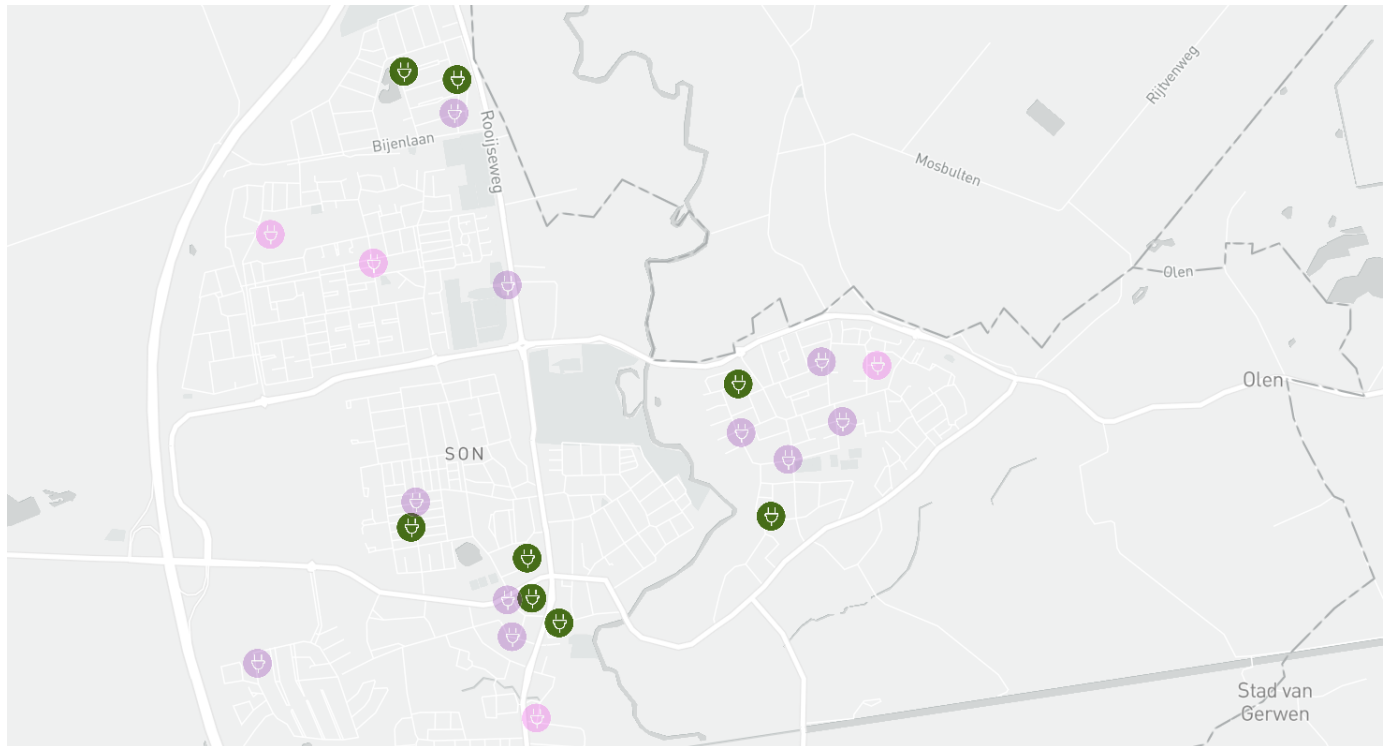 Rijtvenweg
Bijenlaan
Rooijseweg
Mosbulten
Olen
Olen
SON
Stad van
Gerwen